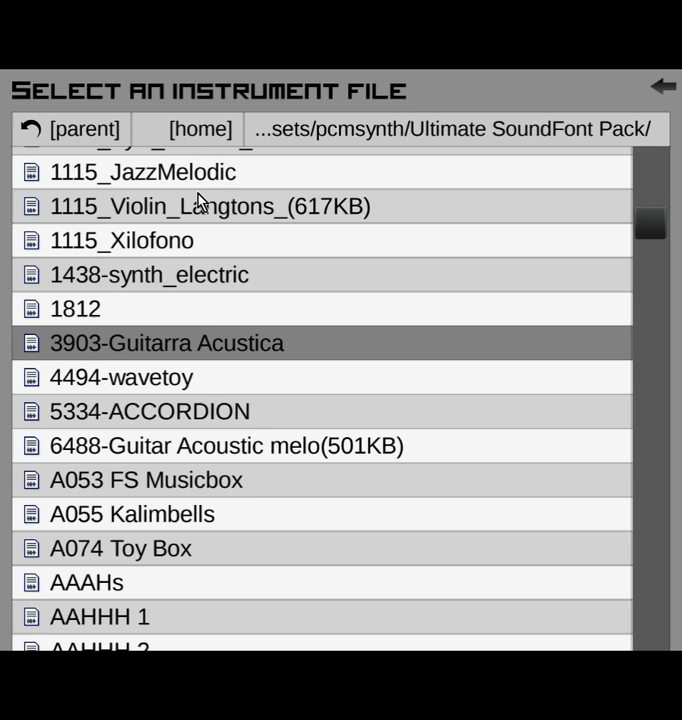 SELECT AN INSTRUMENT FILE
[parent] [home] ...sets/pcmsynth/Ultimate SoundFont Pack/
1115_JazzMelodic
1115_Violin_Langtons_(617KB)
1115_Xilofono
1438-synth_electric
1812
3903-Guitarra Acustica
4494-wavetoy
5334-ACCORDION
6488-Guitar Acoustic melo(501KB)
A053 FS Musicbox
A055 Kalimbells
A074 Toy Box
AAAHs
AAHHH 1
AAHHH 2